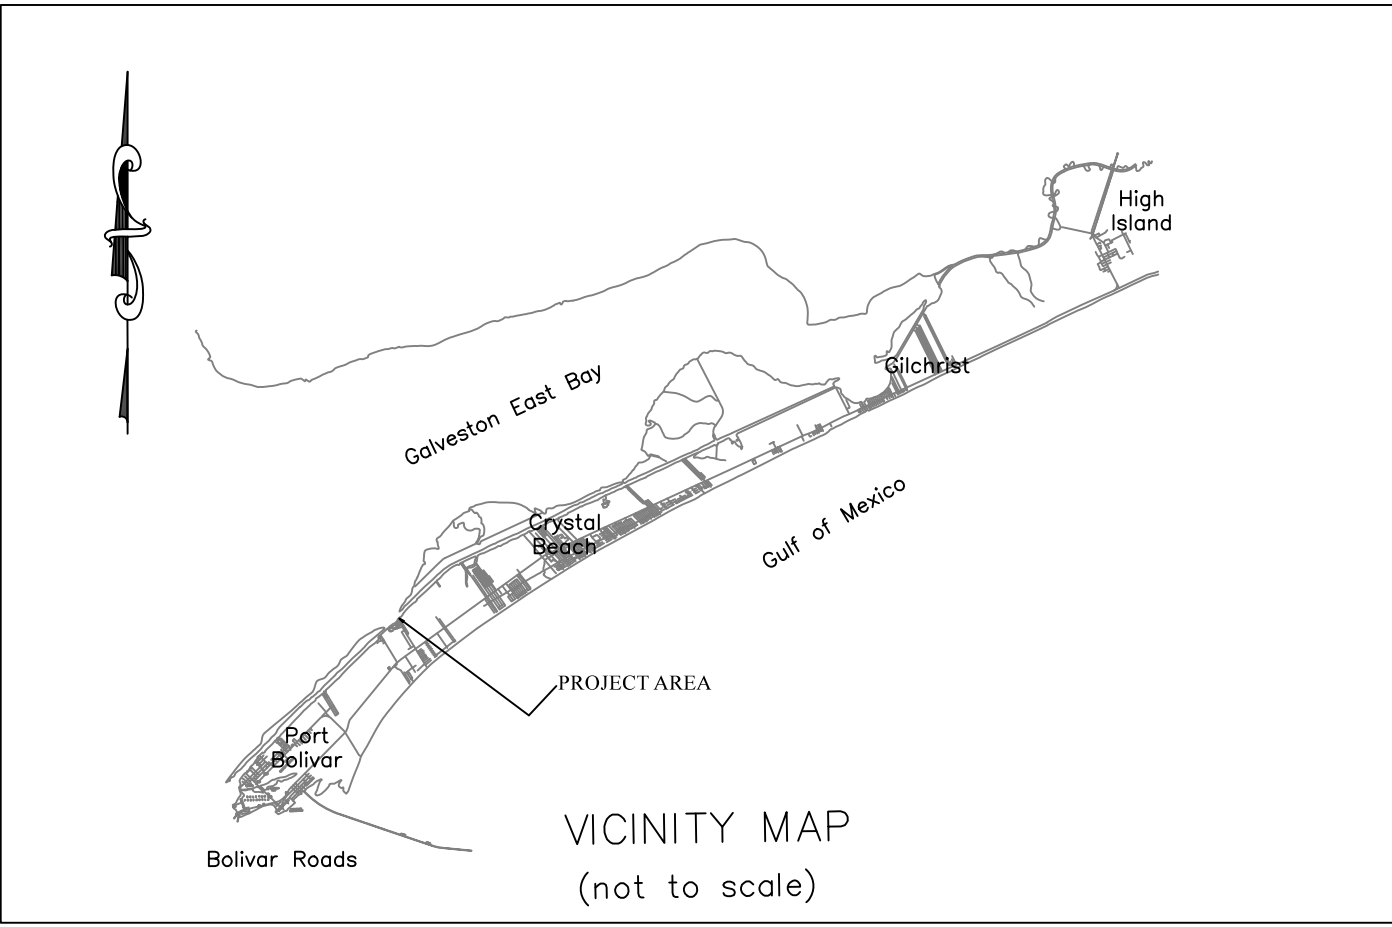 High
Island
Gilchrist
Galveston East Bay
Gulf of Mexico
Crystal
Beach
PROJECT AREA
Port
Bolivar
Bolivar Roads
VICINITY MAP
(not to scale)